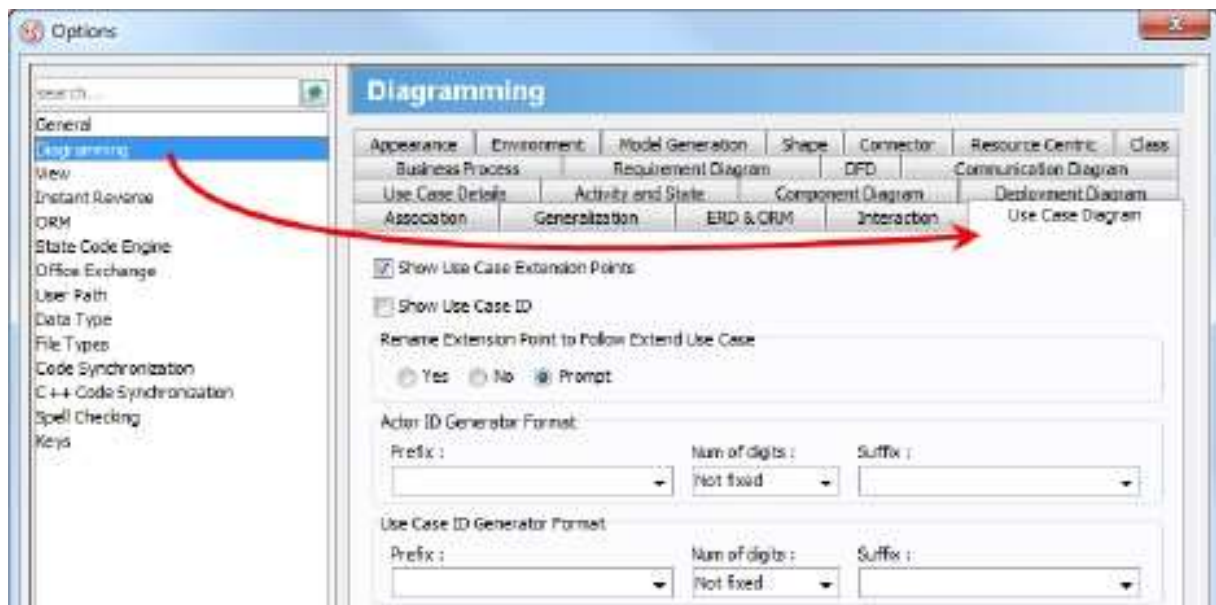 Options
search...
Diagramming
General
Diagramming
View
Instant Reverse
ORM
State Code Engine
Office Exchange
User Path
Data Type
File Types
Code Synchronization
C++ Code Synchronization
Spell Checking
Keys
Appearance Environment Model Generation Shape Connector Resource Centric Class
Business Process Requirement Diagram DFD Communication Diagram
Use Case Details Activity and State Component Diagram Deployment Diagram
Association Generalization ERD & ORM Interaction Use Case Diagram
Show Use Case Extension Points
Show Use Case ID
Rename Extension Point to Follow Extend Use Case
Yes No Prompt
Actor ID Generator Format
Prefix : Num of digits : Suffix :
Not fixed
Use Case ID Generator Format
Prefix : Num of digits : Suffix :
Not fixed